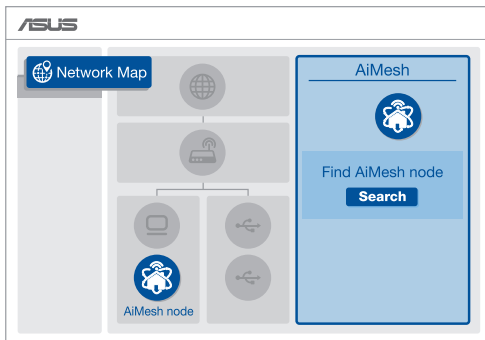 ASUS
Network Map
AiMesh
Find AiMesh node
Search
AiMesh node